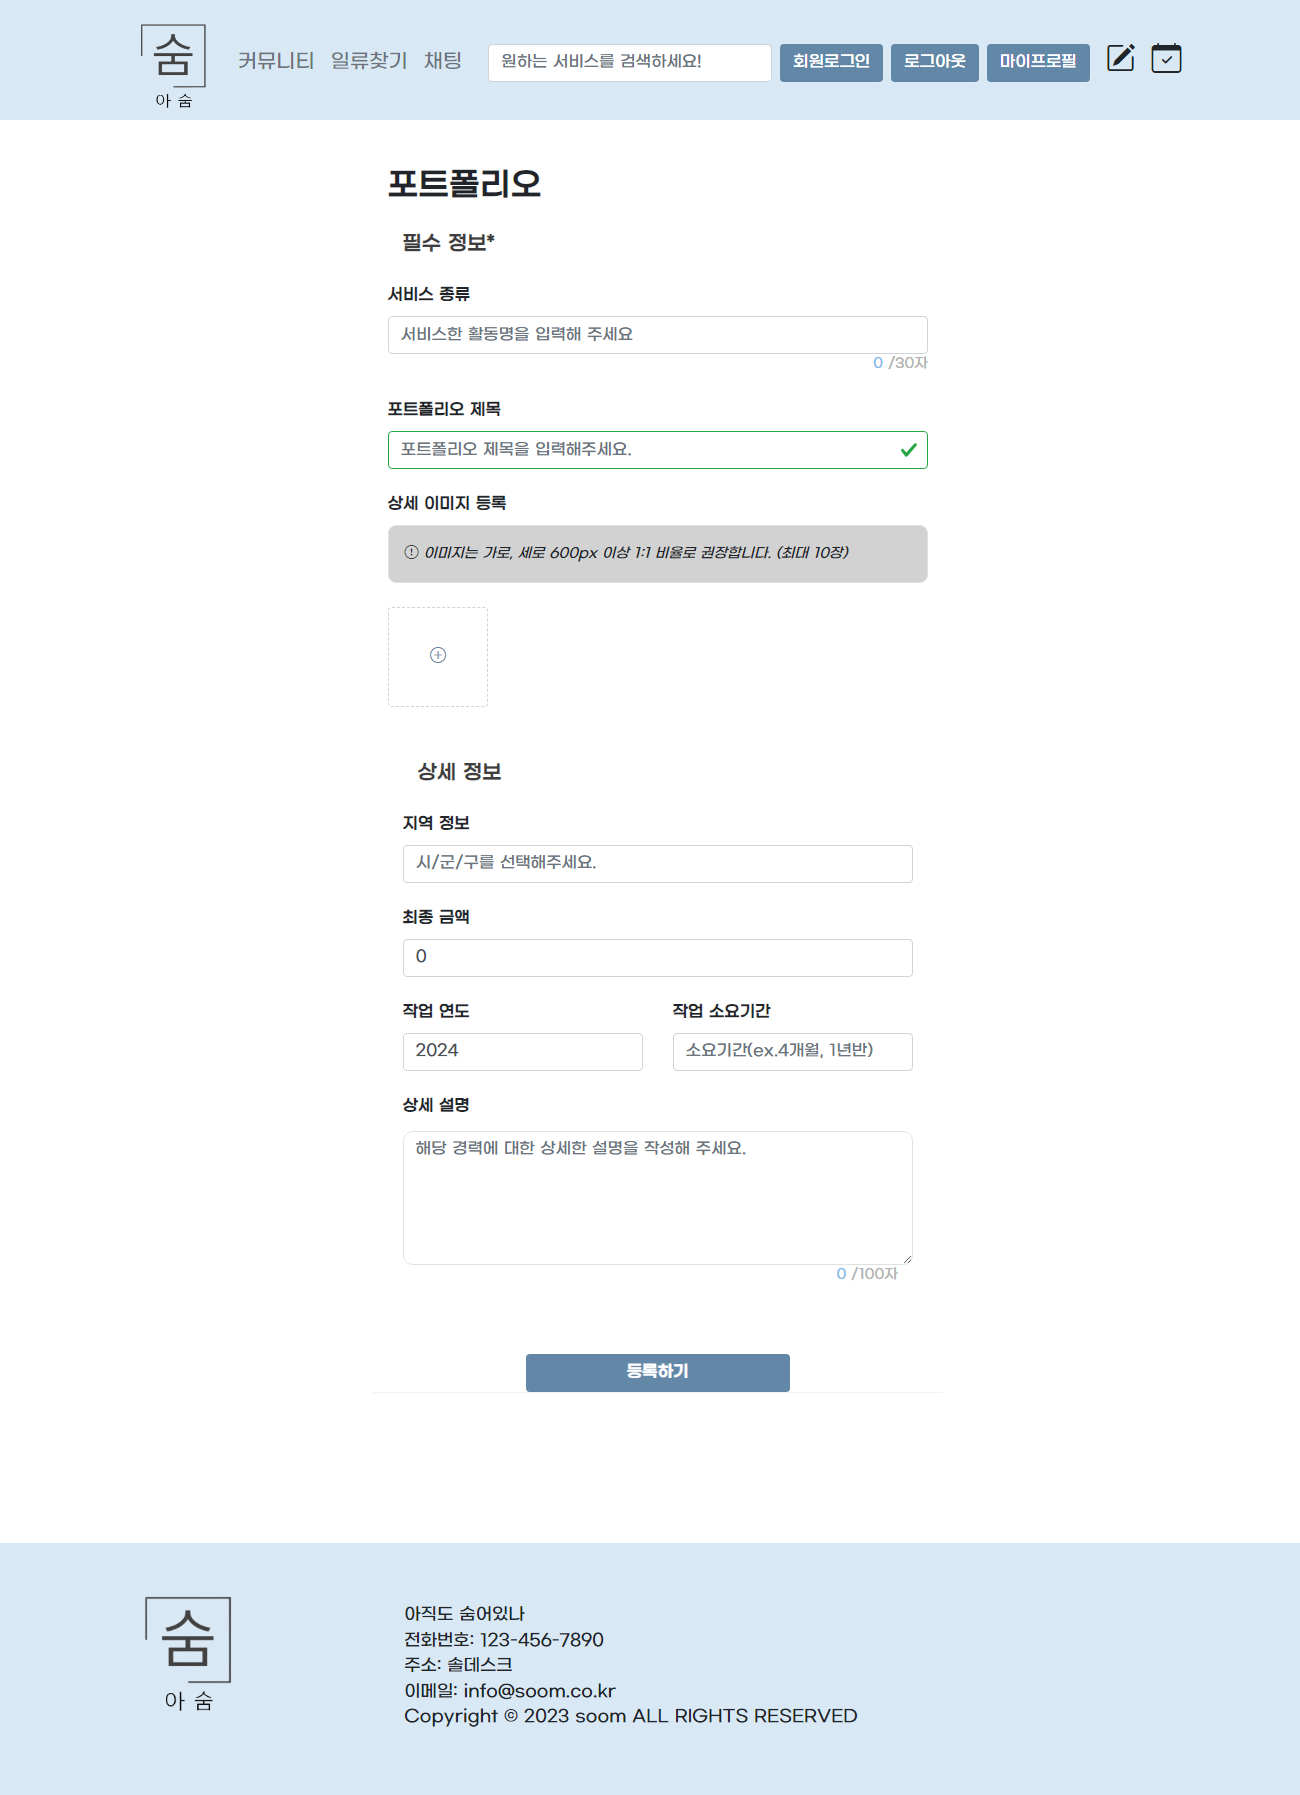 숨
아 숨
커뮤니티 일류찾기 채팅 원하는 서비스를 검색하세요! 회원로그인 로그아웃 마이프로필
포트폴리오
필수 정보*
서비스 종류
서비스한 활동명을 입력해 주세요
0 /30자
포트폴리오 제목
포트폴리오 제목을 입력해주세요.
상세 이미지 등록
이미지는 가로, 세로 600px 이상 1:1 비율로 권장합니다. (최대 10장)
상세 정보
지역 정보
시/군/구를 선택해주세요.
최종 금액
0
작업 연도 작업 소요기간
2024 소요기간(ex.4개월, 1년반)
상세 설명
해당 경력에 대한 상세한 설명을 작성해 주세요.
0 /100자
등록하기
숨
아 숨
아직도 숨어있나
전화번호: 123-456-7890
주소: 솔데스크
이메일: info@soom.co.kr
Copyright © 2023 soom ALL RIGHTS RESERVED